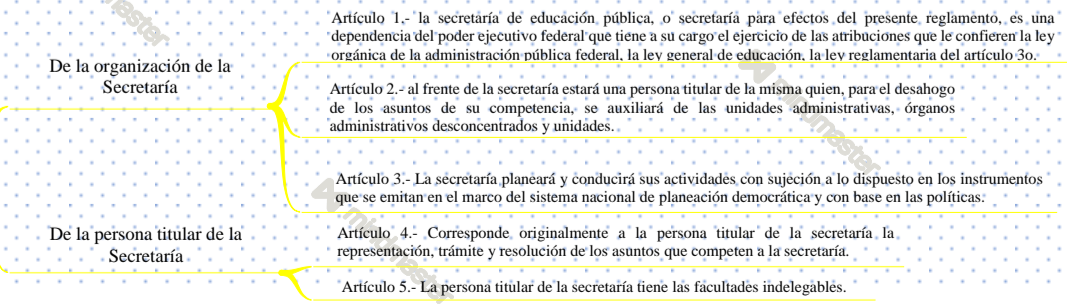 Artículo 1.- la secretaría de educación pública, o secretaría para efectos del presente reglamento, es una
dependencia del poder ejecutivo federal que tiene a su cargo el ejercicio de las atribuciones que le confieren la ley
orgánica de la administración pública federal, la ley general de educación, la ley reglamentaria del artículo 3o.
De la organización de la
Secretaría
Artículo 2.- al frente de la secretaría estará una persona titular de la misma quien, para el desahogo
de los asuntos de su competencia, se auxiliará de las unidades administrativas, órganos
administrativos desconcentrados y unidades.
Artículo 3.- La secretaría planeará y conducirá sus actividades con sujeción a lo dispuesto en los instrumentos
que se emitan en el marco del sistema nacional de planeación democrática y con base en las políticas.
De la persona titular de la
Secretaría
Artículo 4.- Corresponde originalmente a la persona titular de la secretaría la
representación, trámite y resolución de los asuntos que competen a la secretaría.
Artículo 5.- La persona titular de la secretaría tiene las facultades indelegables.
mindmaster
mindmaster